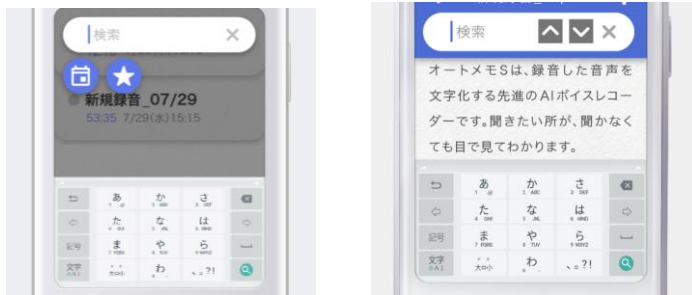 検索
新規録音_07/29
53:35 7/29(水)15:15
あ か さ
た な は
記号 ま や ら
文字 大⇔小 わ 、。?!
検索
オートメモSは、録音した音声を
文字化する先進のAIボイスレコー
ダーです。聞きたい所が、聞かなく
ても目で見てわかります。
あ か さ
た な は
記号 ま や ら
文字 大⇔小 わ 、。?!